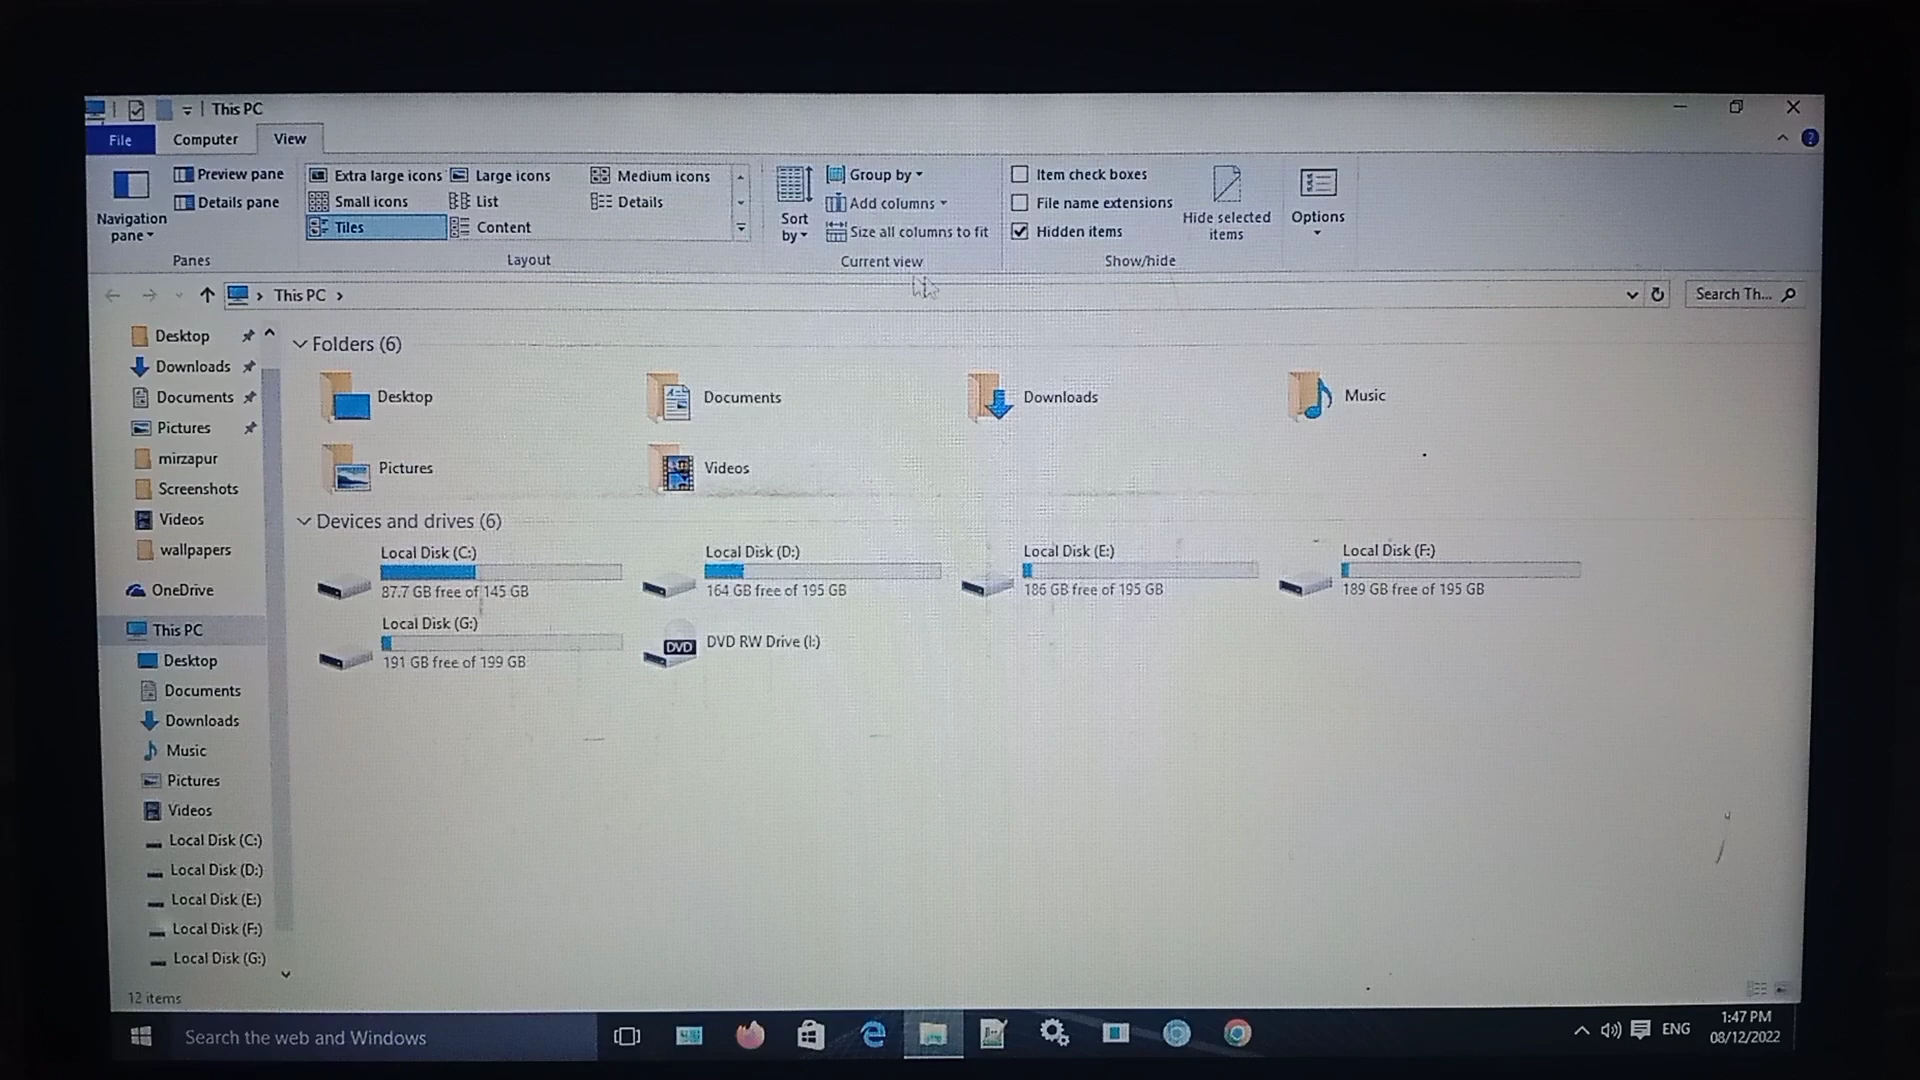 This PC
File Computer View
Navigation pane
Preview pane
Details pane
Panes
Extra large icons Large icons Medium icons
Small icons List Details
Tiles Content
Layout
Sort by
Group by
Add columns
Size all columns to fit
Current view
Item check boxes
File name extensions
Hidden items
Hide selected items
Show/hide
Options
This PC
Search Th...
Desktop
Downloads
Documents
Pictures
mirzapur
Screenshots
Videos
wallpapers
OneDrive
This PC
Desktop
Documents
Downloads
Music
Pictures
Videos
Local Disk (C:)
Local Disk (D:)
Local Disk (E:)
Local Disk (F:)
Local Disk (G:)
Folders (6)
Desktop Documents Downloads Music
Pictures Videos
Devices and drives (6)
Local Disk (C:)
87.7 GB free of 145 GB
Local Disk (D:)
164 GB free of 195 GB
Local Disk (E:)
186 GB free of 195 GB
Local Disk (F:)
189 GB free of 195 GB
Local Disk (G:)
191 GB free of 199 GB
DVD
DVD RW Drive (I:)
12 items
Search the web and Windows
ENG
1:47 PM
08/12/2022